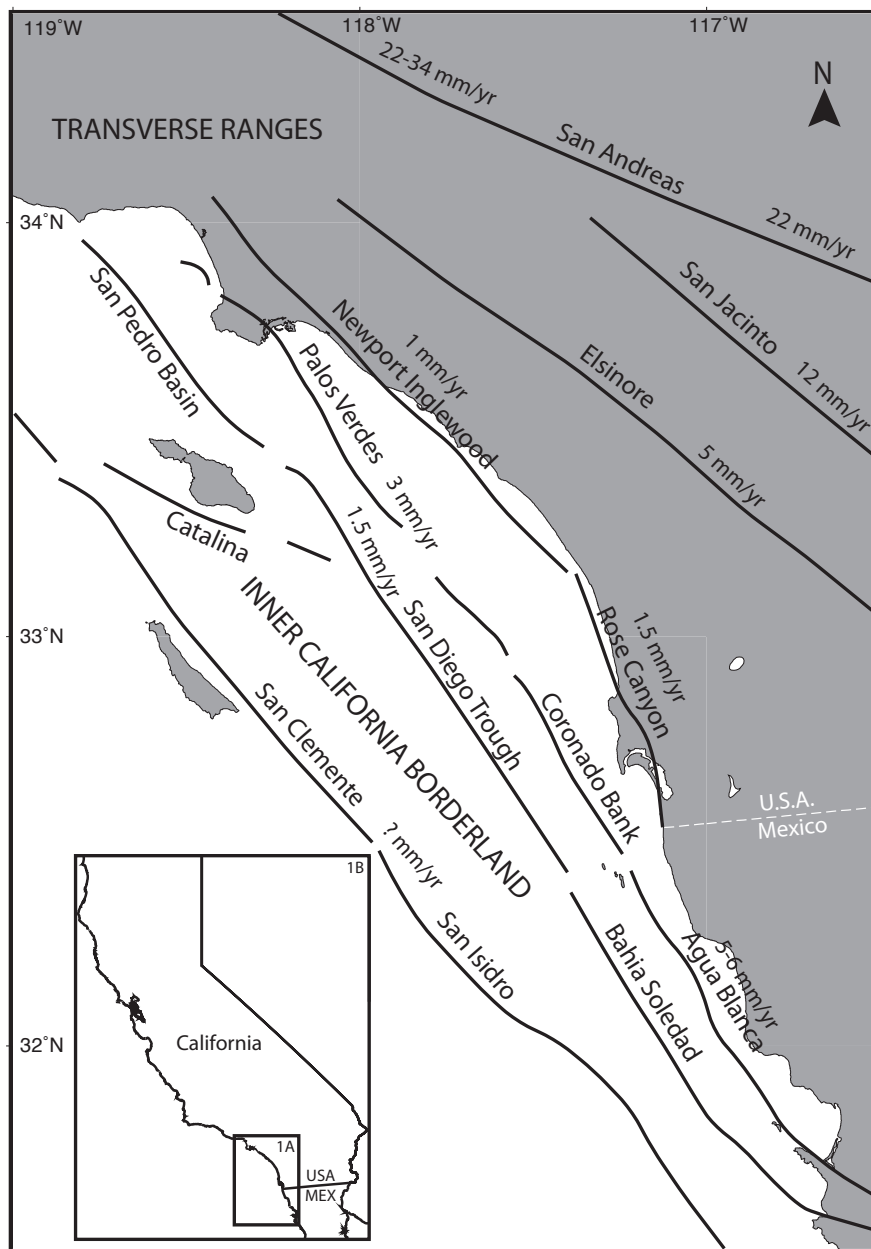 119°W
118°W
117°W
22-34 mm/yr
N
TRANSVERSE RANGES
San Andreas
34°N
22 mm/yr
San Pedro Basin
San Jacinto
Newport Inglewood
1 mm/yr
Elsinore
12 mm/yr
Palos Verdes
3 mm/yr
5 mm/yr
Catalina
1.5 mm/yr
33°N
INNER CALIFORNIA BORDERLAND
San Diego Trough
Rose Canyon
1.5 mm/yr
San Clemente
Coronado Bank
U.S.A.
Mexico
? mm/yr
San Isidro
Bahia Soledad
Agua Blanca
5-6 mm/yr
32°N
1B
California
1A
USA
MEX